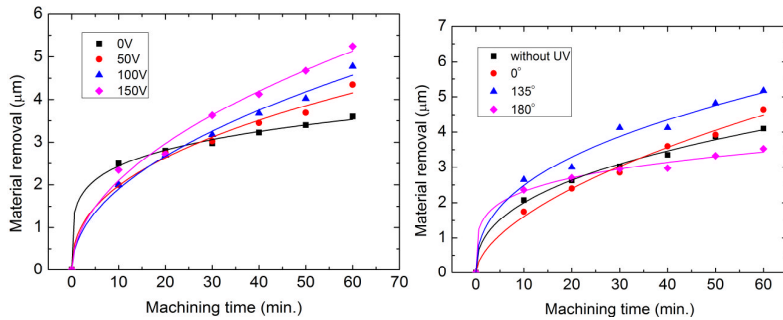 6
5
4
3
2
1
0
Material removal (μm)
0V
50V
100V
150V
0 10 20 30 40 50 60 70
Machining time (min.)
7
6
5
4
3
2
1
0
Material removal (μm)
without UV
0°
135°
180°
0 10 20 30 40 50 60
Machining time (min.)